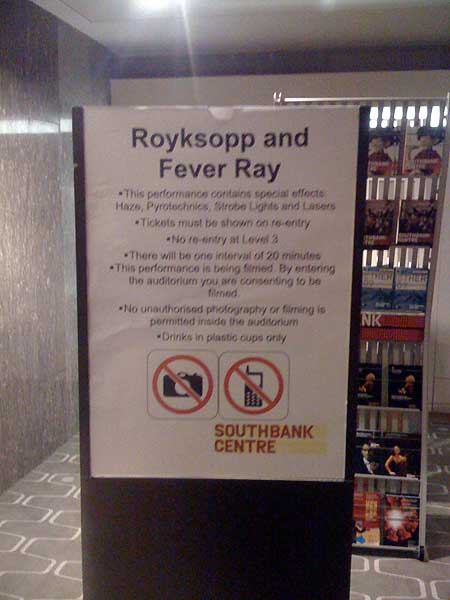 Royksopp and
Fever Ray
•This performance contains special effects:
Haze, Pyrotechnics, Strobe Lights and Lasers
•Tickets must be shown on re-entry
•No re-entry at Level 3
•There will be one interval of 20 minutes
•This performance is being filmed. By entering
the auditorium you are consenting to be
filmed.
•No unauthorised photography or filming is
permitted inside the auditorium
•Drinks in plastic cups only
SOUTHBANK
CENTRE
SOUTHBANK
CENTRE
NK